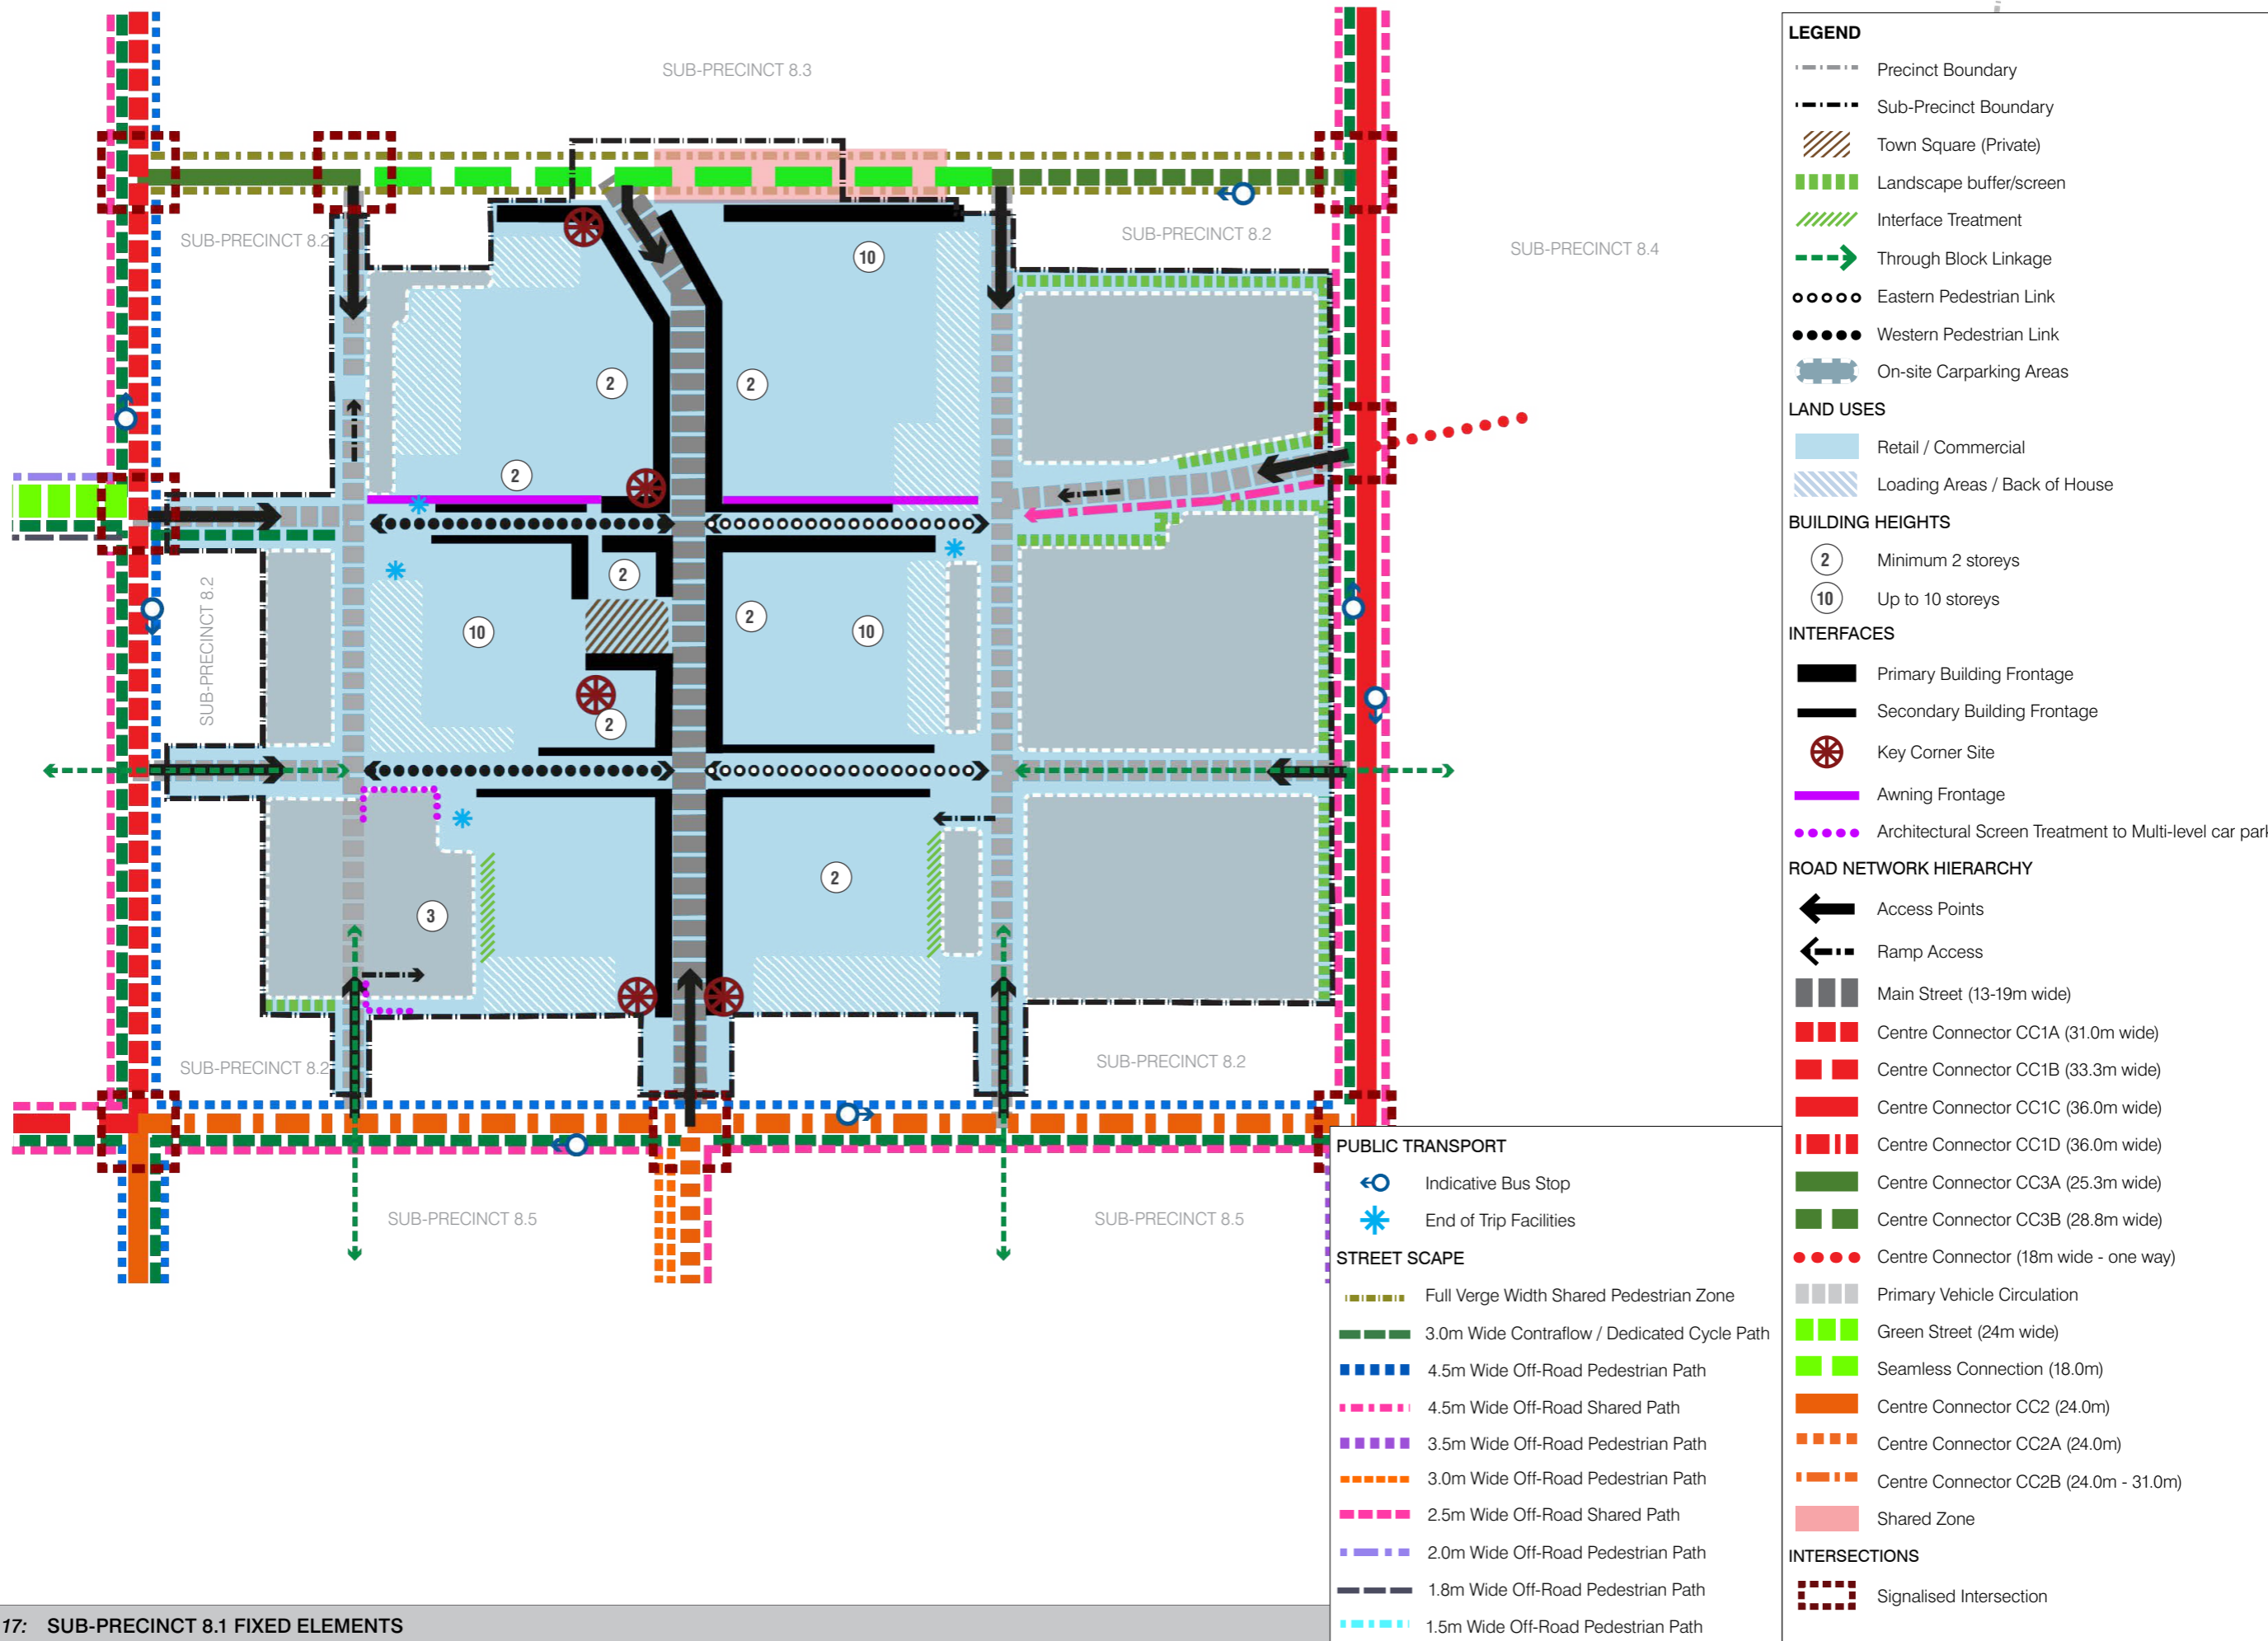 SUB-PRECINCT 8.3
SUB-PRECINCT 8.2
SUB-PRECINCT 8.2
SUB-PRECINCT 8.4
10
2
2
2
SUB-PRECINCT 8.2
2
2
10
10
2
2
3
SUB-PRECINCT 8.2
SUB-PRECINCT 8.2
SUB-PRECINCT 8.5
SUB-PRECINCT 8.5
LEGEND
Precinct Boundary
Sub-Precinct Boundary
Town Square (Private)
Landscape buffer/screen
Interface Treatment
Through Block Linkage
Eastern Pedestrian Link
Western Pedestrian Link
On-site Carparking Areas
LAND USES
Retail / Commercial
Loading Areas / Back of House
BUILDING HEIGHTS
2 Minimum 2 storeys
10 Up to 10 storeys
INTERFACES
Primary Building Frontage
Secondary Building Frontage
Key Corner Site
Awning Frontage
Architectural Screen Treatment to Multi-level car park
ROAD NETWORK HIERARCHY
Access Points
Ramp Access
Main Street (13-19m wide)
Centre Connector CC1A (31.0m wide)
Centre Connector CC1B (33.3m wide)
Centre Connector CC1C (36.0m wide)
Centre Connector CC1D (36.0m wide)
Centre Connector CC3A (25.3m wide)
Centre Connector CC3B (28.8m wide)
Centre Connector (18m wide - one way)
Primary Vehicle Circulation
Green Street (24m wide)
Seamless Connection (18.0m)
Centre Connector CC2 (24.0m)
Centre Connector CC2A (24.0m)
Centre Connector CC2B (24.0m - 31.0m)
Shared Zone
INTERSECTIONS
Signalised Intersection
PUBLIC TRANSPORT
Indicative Bus Stop
End of Trip Facilities
STREET SCAPE
Full Verge Width Shared Pedestrian Zone
3.0m Wide Contraflow / Dedicated Cycle Path
4.5m Wide Off-Road Pedestrian Path
4.5m Wide Off-Road Shared Path
3.5m Wide Off-Road Pedestrian Path
3.0m Wide Off-Road Pedestrian Path
2.5m Wide Off-Road Shared Path
2.0m Wide Off-Road Pedestrian Path
1.8m Wide Off-Road Pedestrian Path
1.5m Wide Off-Road Pedestrian Path
17: SUB-PRECINCT 8.1 FIXED ELEMENTS